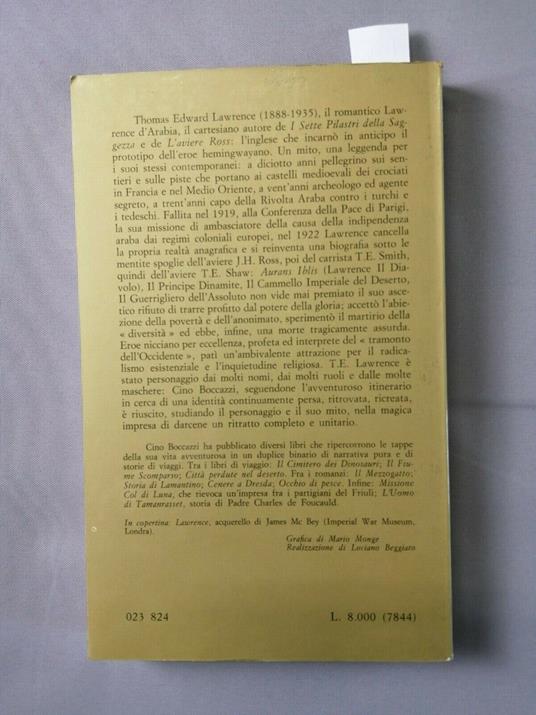 Thomas Edward Lawrence (1888-1935), il romantico Law-
rence d'Arabia, il cartesiano autore de I Sette Pilastri della Sag-
gezza e de L'aviere Ross: l'inglese che incarnò in anticipo il
prototipo dell'eroe hemingwayano. Un mito, una leggenda per
i suoi stessi contemporanei: a diciotto anni pellegrino sui sen-
tieri e sulle piste che portano ai castelli medioevali dei crociati
in Francia e nel Medio Oriente, a vent'anni archeologo ed agente
segreto, a trent'anni capo della Rivolta Araba contro i turchi e
i tedeschi. Fallita nel 1919, alla Conferenza della Pace di Parigi,
la sua missione di ambasciatore della causa della indipendenza
araba dai regimi coloniali europei, nel 1922 Lawrence cancella
la propria realtà anagrafica e si reinventa una biografia sotto le
mentite spoglie dell'aviere J.H. Ross, poi del carrista T.E. Smith,
quindi dell'aviere T.E. Shaw: Aurans Iblis (Lawrence Il Dia-
volo), Il Principe Dinamite, Il Cammello Imperiale del Deserto,
Il Guerrigliero dell'Assoluto non vide mai premiato il suo asce-
tico rifiuto di trarre profitto dal potere della gloria; accettò l'abie-
zione della povertà e dell'anonimato, sperimentò il martirio della
« diversità » ed ebbe, infine, una morte tragicamente assurda.
Eroe nicciano per eccellenza, profeta ed interprete del « tramonto
dell'Occidente », patì un'ambivalente attrazione per il radica-
lismo esistenziale e l'inquietudine religiosa. T.E. Lawrence è
stato personaggio dai molti nomi, dai molti ruoli e dalle molte
maschere: Cino Boccazzi, seguendone l'avventuroso itinerario
in cerca di una identità continuamente persa, ritrovata, ricreata,
è riuscito, studiando il personaggio e il suo mito, nella magica
impresa di darcene un ritratto completo e unitario.
Cino Boccazzi ha pubblicato diversi libri che ripercorrono le tappe
della sua vita avventurosa in un duplice binario di narrativa pura e di
storie di viaggi. Tra i libri di viaggio: Il Cimitero dei Dinosauri; Il Fiu-
me Scomparso; Città perdute nel deserto. Fra i romanzi: Il Mezzogatto;
Storia di Lamantino; Cenere a Dresda; Occhio di pesce. Infine: Missione
Col di Luna, che rievoca un'impresa fra i partigiani del Friuli; L'Uomo
di Tamanrasset, storia di Padre Charles de Foucauld.
In copertina: Lawrence, acquerello di James Mc Bey (Imperial War Museum,
Londra).
Grafica di Mario Monge
Realizzazione di Luciano Beggiato
023 824 L. 8.000 (7844)